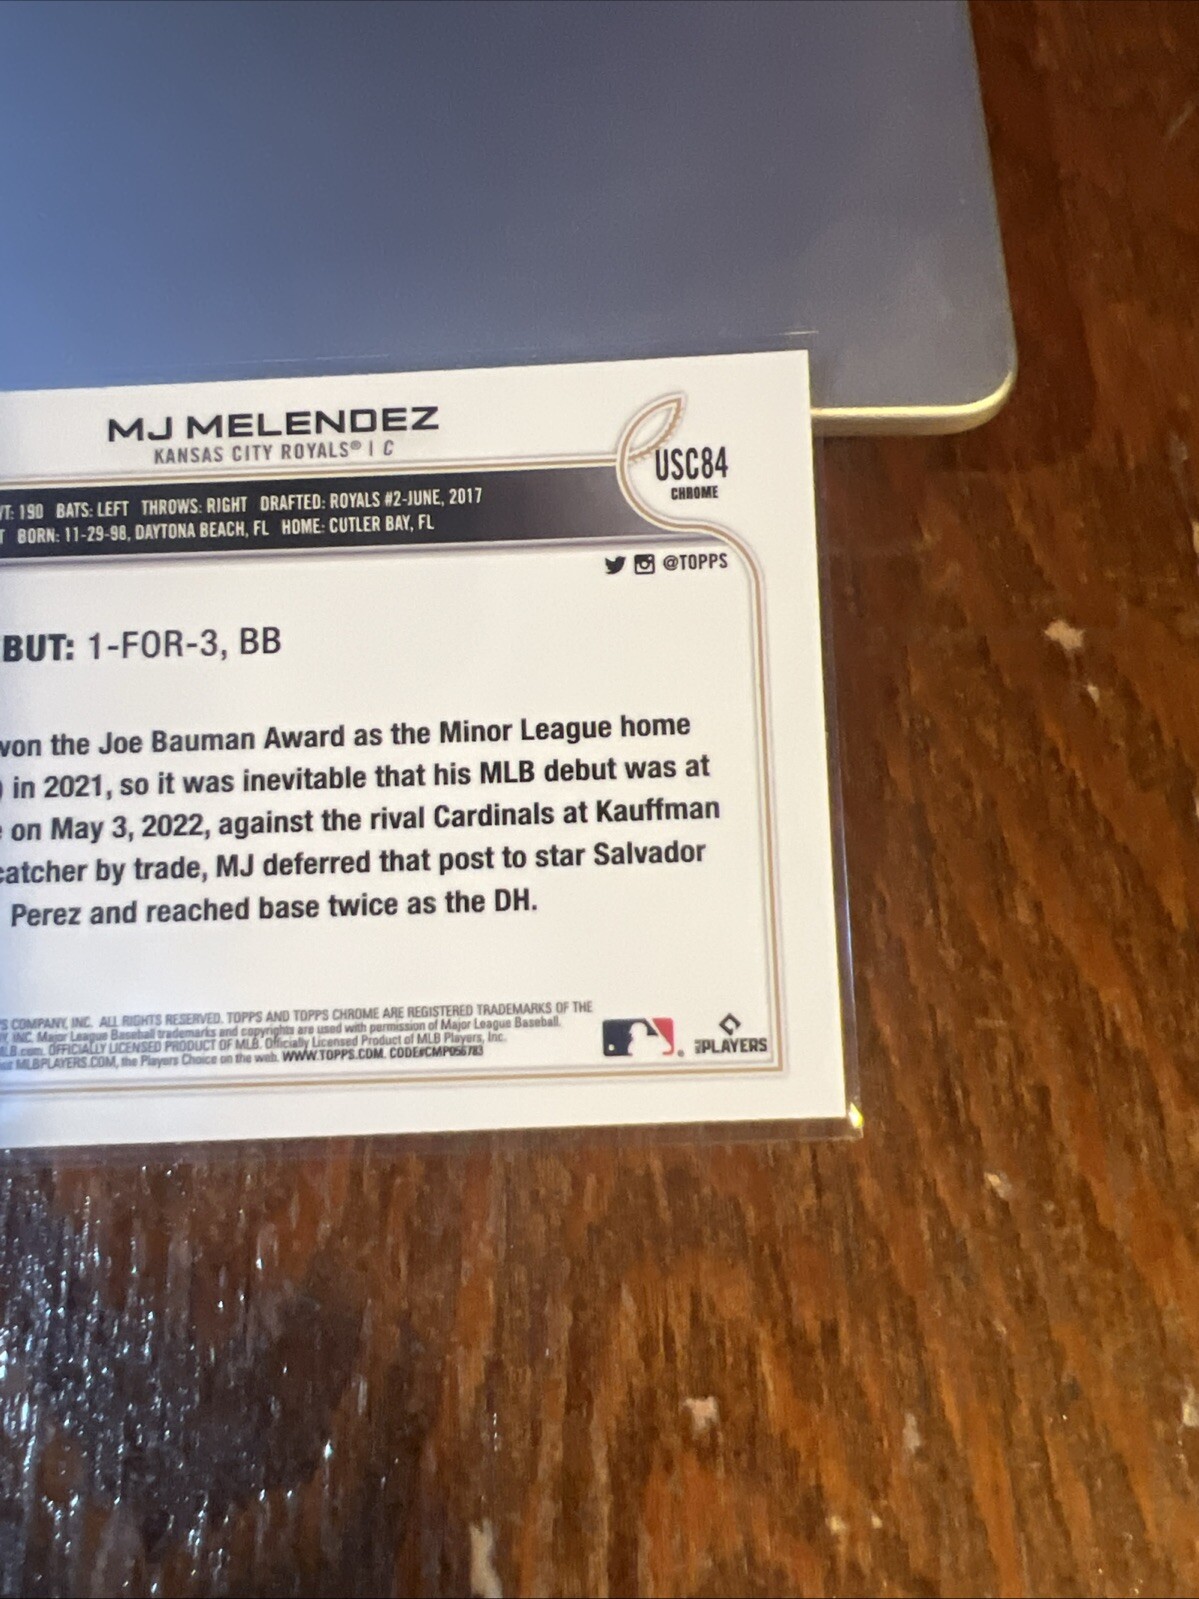 MJ MELENDEZ
KANSAS CITY ROYALS® | C
USC84
CHROME
WT: 190 BATS: LEFT THROWS: RIGHT DRAFTED: ROYALS #2-JUNE, 2017
BORN: 11-29-98, DAYTONA BEACH, FL HOME: CUTLER BAY, FL
@TOPPS
BUT: 1-FOR-3, BB
won the Joe Bauman Award as the Minor League home
) in 2021, so it was inevitable that his MLB debut was at
on May 3, 2022, against the rival Cardinals at Kauffman
catcher by trade, MJ deferred that post to star Salvador
Perez and reached base twice as the DH.
COMPANY, INC. ALL RIGHTS RESERVED. TOPPS AND TOPPS CHROME ARE REGISTERED TRADEMARKS OF THE
INC. Major League Baseball trademarks and copyrights are used with permission of Major League Baseball.
MLB.com. OFFICIALLY LICENSED PRODUCT OF MLB. Officially Licensed Product of MLB Players, Inc.
MLBPLAYERS.COM, the Players Choice on the web. WWW.TOPPS.COM. CODE#CMP056783
MLB PLAYERS